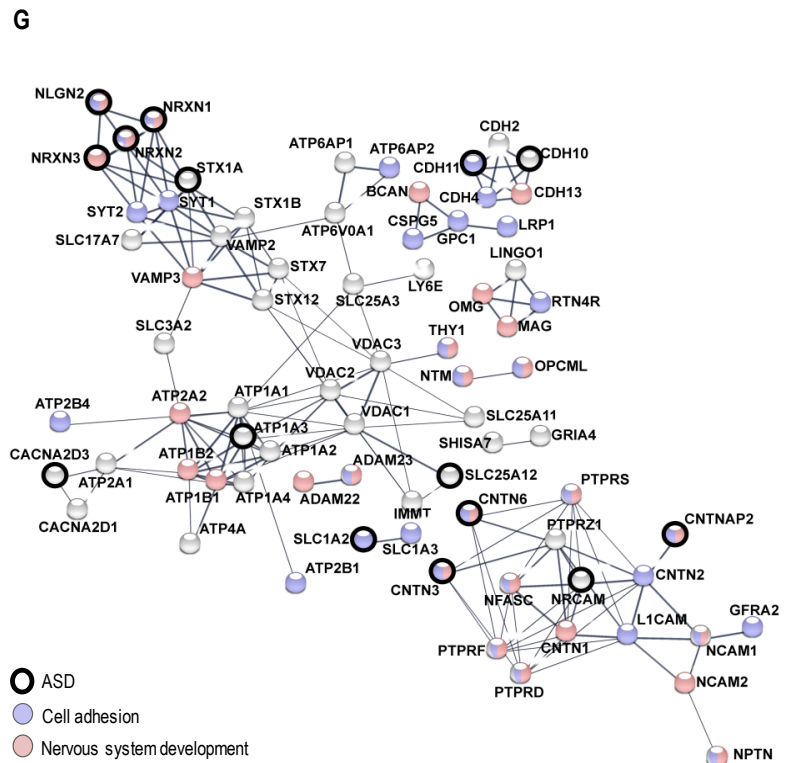 G
NLGN2
NRXN1
NRXN2
NRXN3
STX1A
SYT2
SYT1
STX1B
SLC17A7
VAMP2
VAMP3
STX7
STX12
SLC3A2
ATP6AP1
ATP6AP2
ATP6V0A1
SLC25A3
LY6E
CDH2
CDH11
CDH10
CDH4
CDH13
BCAN
CSPG5
GPC1
LRP1
LINGO1
OMG
RTN4R
MAG
THY1
NTM
OPCML
VDAC3
VDAC2
VDAC1
SLC25A11
SHISA7
GRIA4
ATP2B4
ATP2A2
ATP1A1
ATP1A3
ATP1A2
CACNA2D3
ATP2A1
CACNA2D1
ATP1B2
ATP1B1
ATP1A4
ATP4A
ADAM23
ADAM22
SLC25A12
IMMT
SLC1A2
SLC1A3
ATP2B1
CNTN6
PTPRS
PTPRZ1
CNTNAP2
CNTN3
NFASC
NRCAM
CNTN2
L1CAM
GFRA2
PTPRF
CNTN1
NCAM1
PTPRD
NCAM2
NPTN
ASD
Cell adhesion
Nervous system development